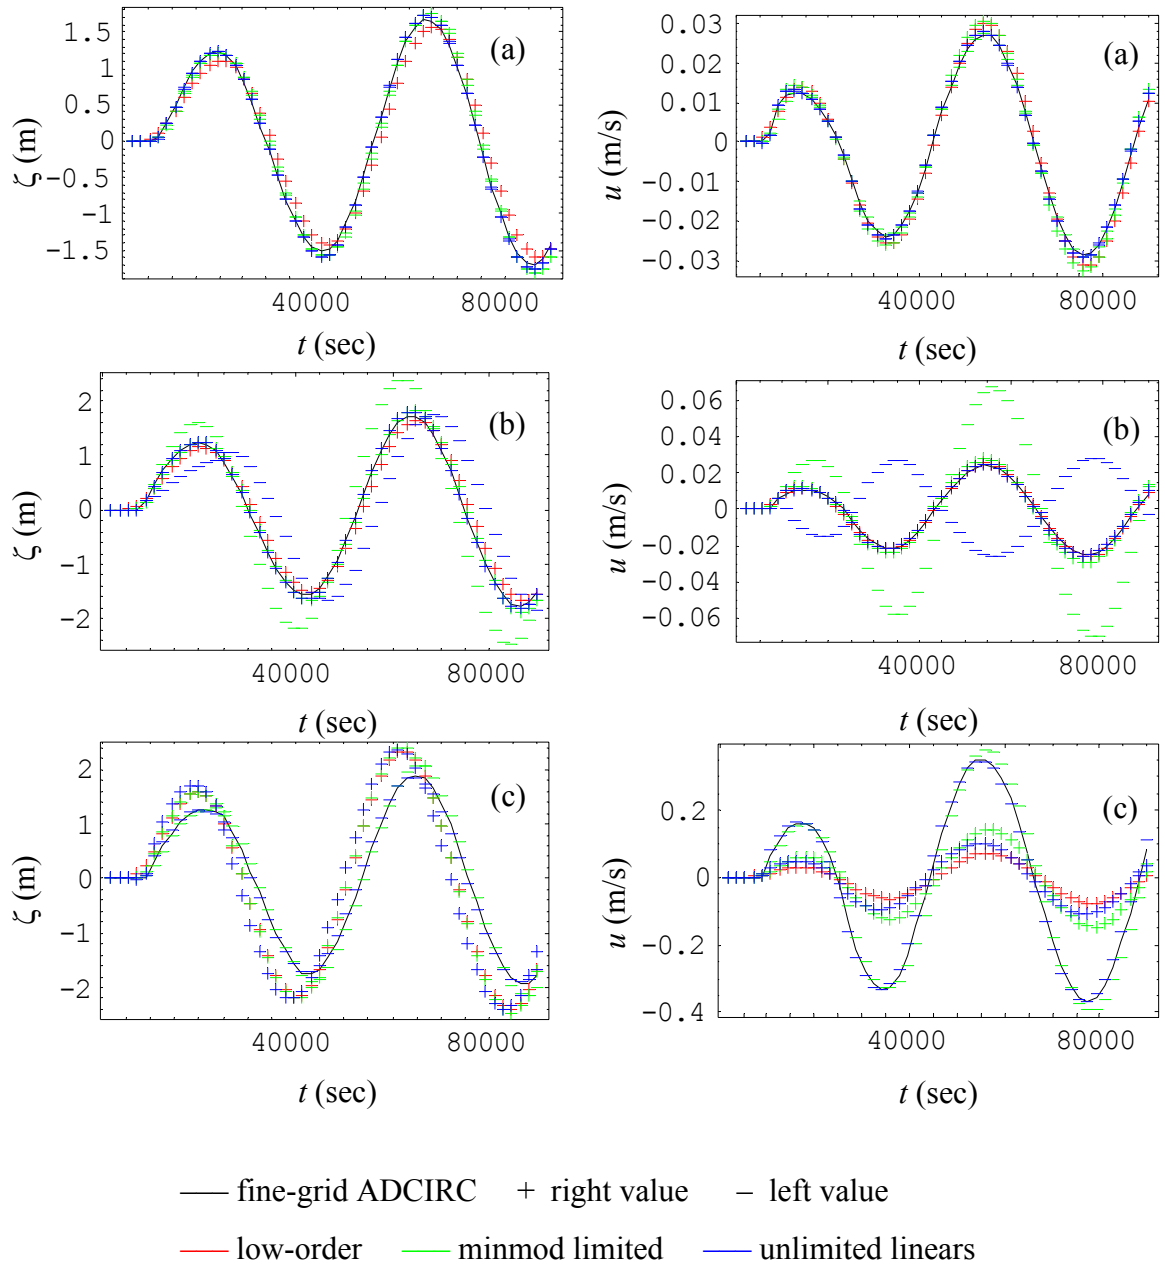 1.5
1
0.5
0
-0.5
-1
-1.5
ζ (m)
(a)
40000
80000
t (sec)
0.03
0.02
0.01
0
-0.01
-0.02
-0.03
u (m/s)
(a)
40000
80000
t (sec)
2
1
0
-1
-2
ζ (m)
(b)
40000
80000
t (sec)
0.06
0.04
0.02
0
-0.02
-0.04
-0.06
u (m/s)
(b)
40000
80000
t (sec)
2
1
0
-1
-2
ζ (m)
(c)
40000
80000
t (sec)
0.2
0
-0.2
-0.4
u (m/s)
(c)
40000
80000
t (sec)
— fine-grid ADCIRC + right value – left value
— low-order — minmod limited — unlimited linears